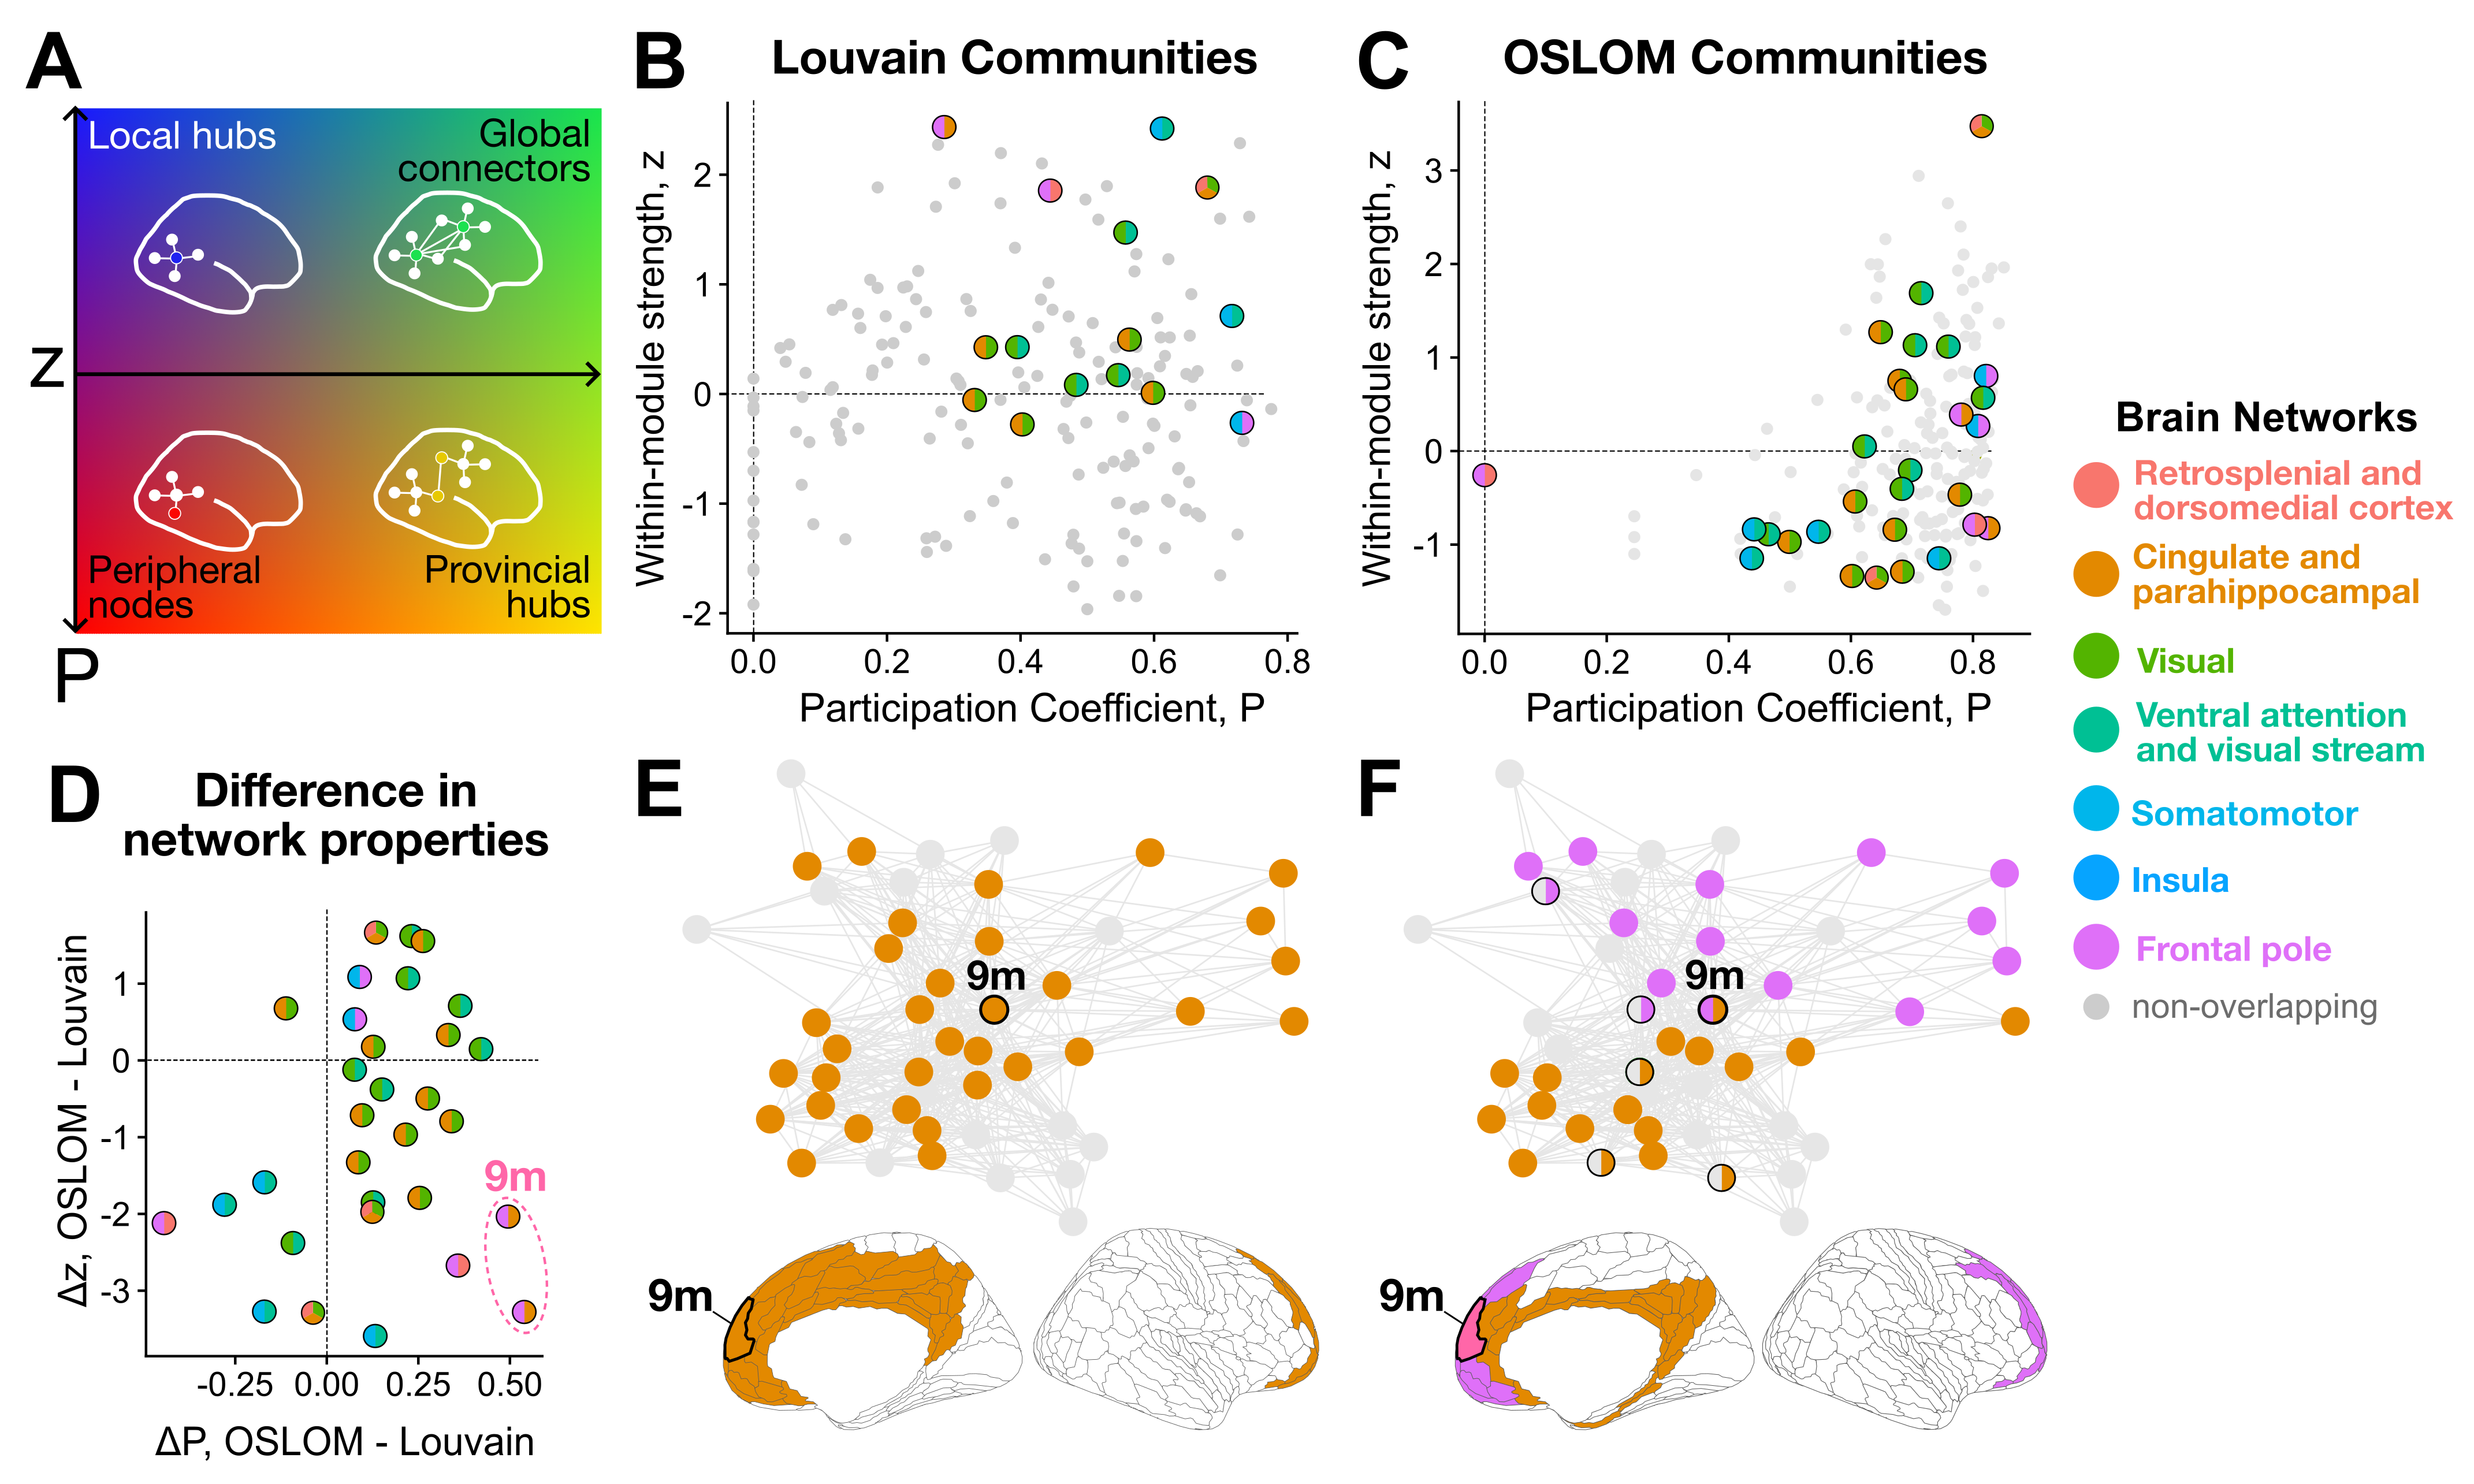 A
Local hubs
Global
connectors
Z
Peripheral
nodes
Provincial
hubs
P
B
Louvain Communities
Within-module strength, z
2
1
0
-1
-2
0.0
0.2
0.4
0.6
0.8
Participation Coefficient, P
C
OSLOM Communities
Within-module strength, z
3
2
1
0
-1
0.0
0.2
0.4
0.6
0.8
Participation Coefficient, P
Brain Networks
Retrosplenial and
dorsomedial cortex
Cingulate and
parahippocampal
Visual
Ventral attention
and visual stream
Somatomotor
Insula
Frontal pole
non-overlapping
D
Difference in
network properties
Δz, OSLOM - Louvain
1
0
-1
-2
-3
9m
-0.25
0.00
0.25
0.50
ΔP, OSLOM - Louvain
E
9m
9m
F
9m
9m